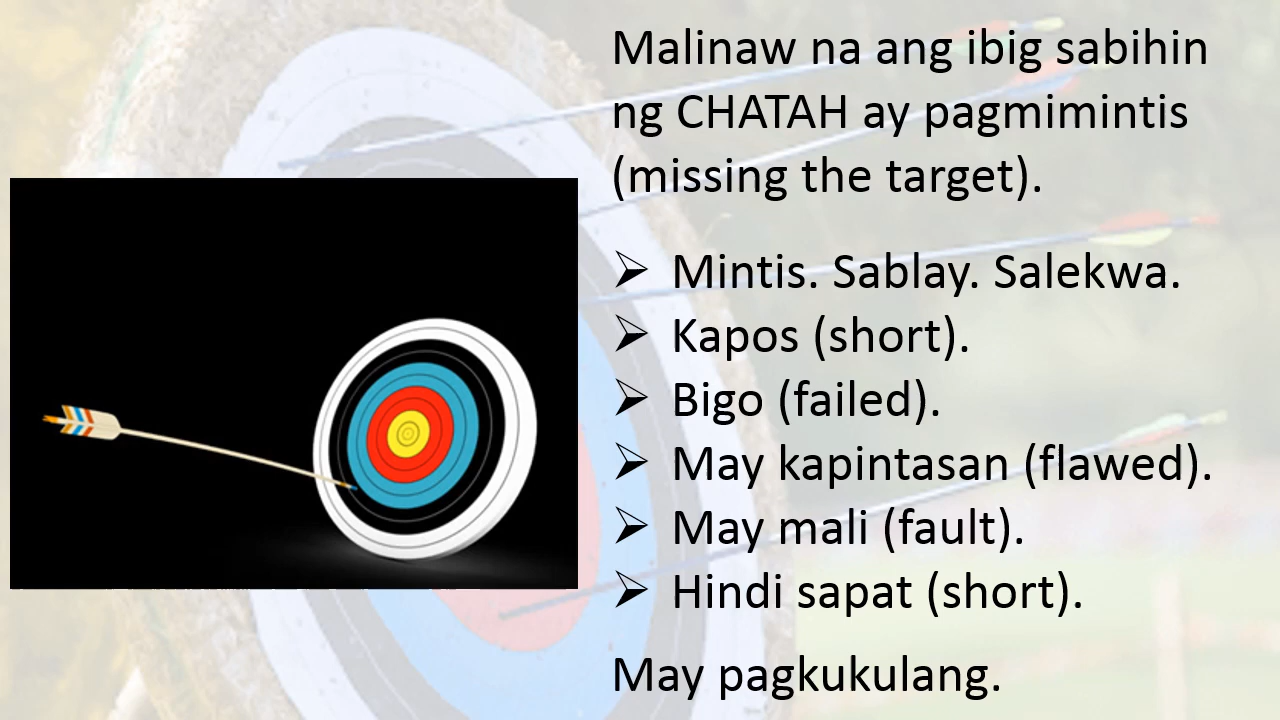 Malinaw na ang ibig sabihin
ng CHATAH ay pagmimintis
(missing the target).
➢ Mintis. Sablay. Salekwa.
➢ Kapos (short).
➢ Bigo (failed).
➢ May kapintasan (flawed).
➢ May mali (fault).
➢ Hindi sapat (short).
May pagkukulang.